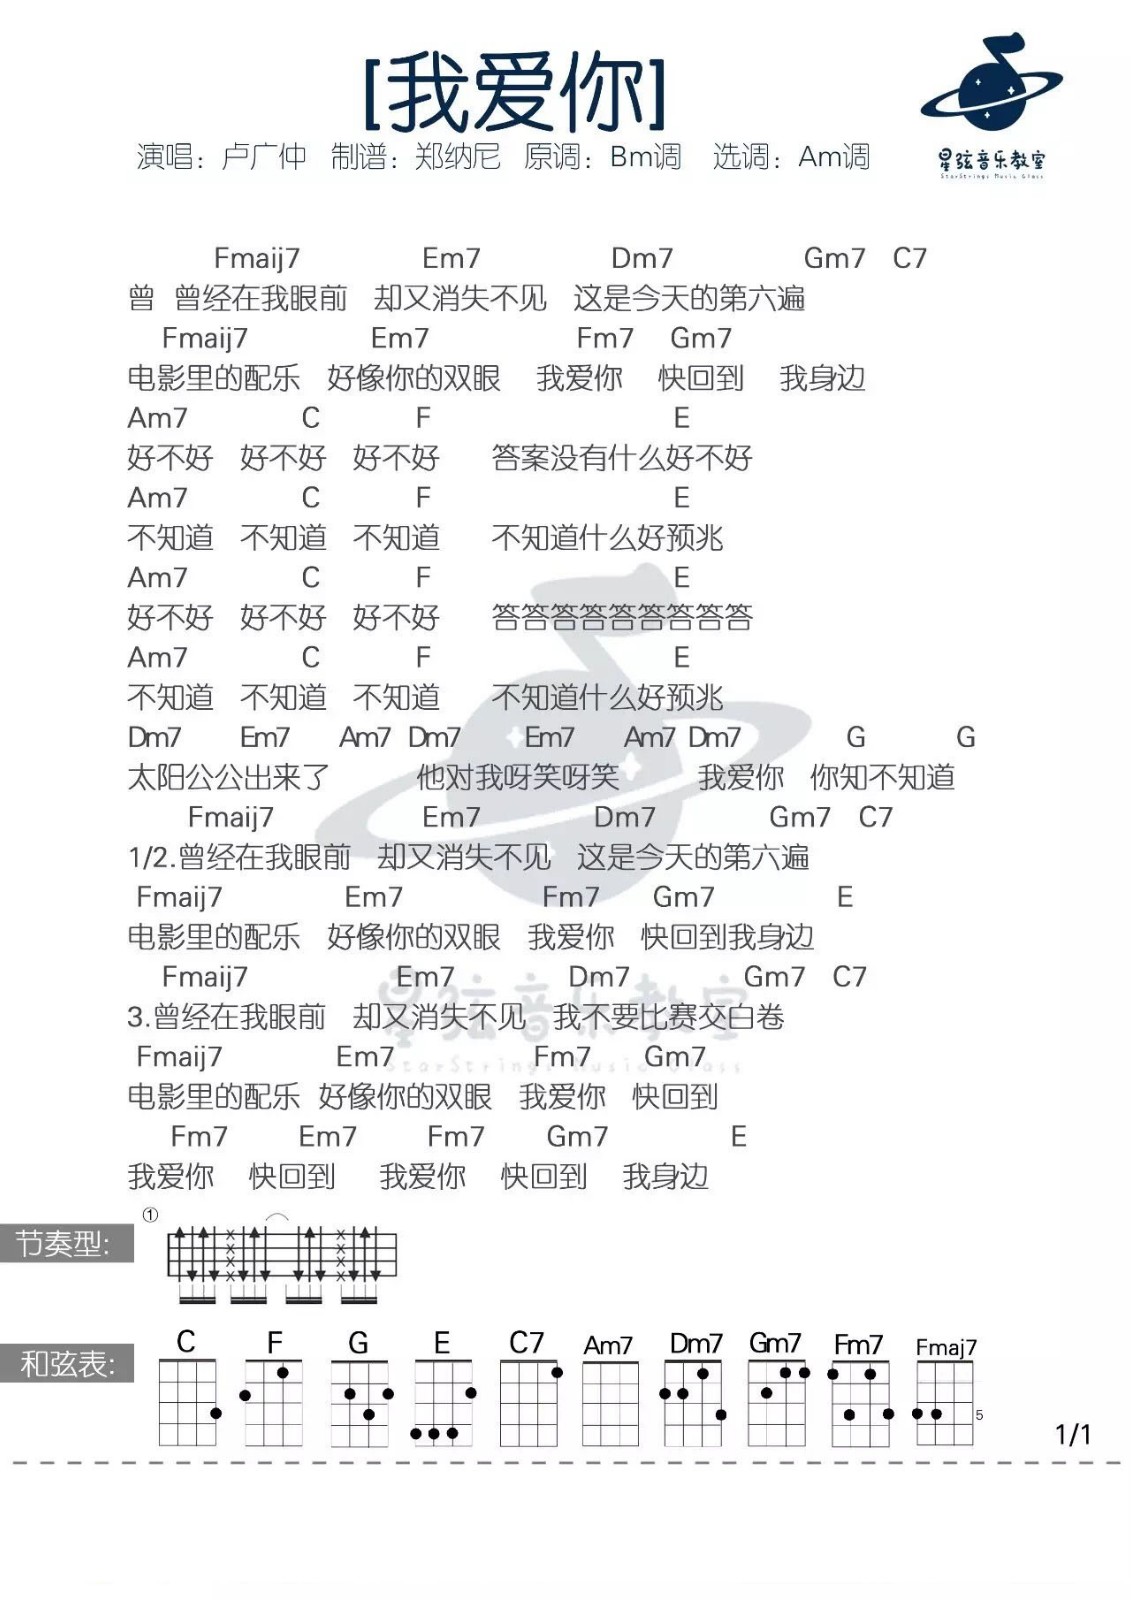 [我爱你]
演唱：卢广仲 制谱：郑纳尼 原调：Bm调 选调：Am调
星弦音乐教室
StarStrings Music Class
Fmaij7 Em7 Dm7 Gm7 C7
曾 曾经在我眼前 却又消失不见 这是今天的第六遍
Fmaij7 Em7 Fm7 Gm7
电影里的配乐 好像你的双眼 我爱你 快回到 我身边
Am7 C F E
好不好 好不好 好不好 答案没有什么好不好
Am7 C F E
不知道 不知道 不知道 不知道什么好预兆
Am7 C F E
好不好 好不好 好不好 答答答答答答答答答
Am7 C F E
不知道 不知道 不知道 不知道什么好预兆
Dm7 Em7 Am7 Dm7 Em7 Am7 Dm7 G G
太阳公公出来了 他对我呀笑呀笑 我爱你 你知不知道
Fmaij7 Em7 Dm7 Gm7 C7
1/2.曾经在我眼前 却又消失不见 这是今天的第六遍
Fmaij7 Em7 Fm7 Gm7 E
电影里的配乐 好像你的双眼 我爱你 快回到我身边
Fmaij7 Em7 Dm7 Gm7 C7
3.曾经在我眼前 却又消失不见 我不要比赛交白卷
星弦音乐教室
Fmaij7 Em7 Fm7 Gm7
StarStrings Music Class
电影里的配乐 好像你的双眼 我爱你 快回到
Fm7 Em7 Fm7 Gm7 E
我爱你 快回到 我爱你 快回到 我身边
①
节奏型:
和弦表:
C F G E C7 Am7 Dm7 Gm7 Fm7 Fmaj7
5
1/1